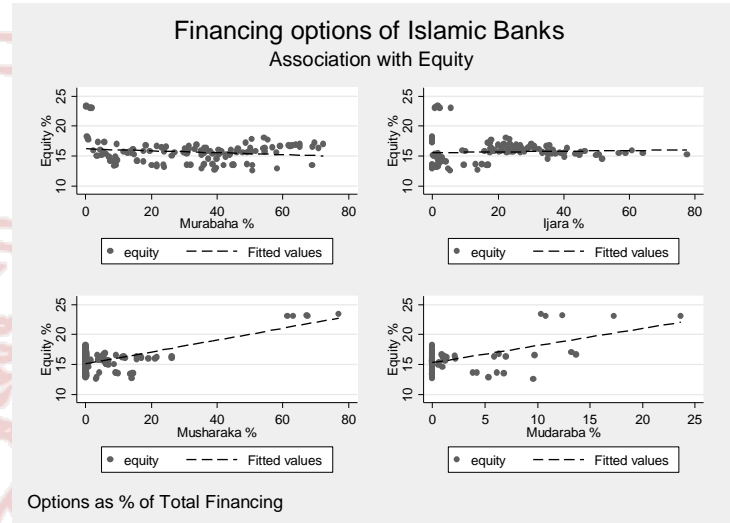 Financing options of Islamic Banks
Association with Equity
Equity %
25
20
15
10
0 20 40 60 80
Murabaha %
equity Fitted values
Equity %
25
20
15
10
0 20 40 60 80
Ijara %
equity Fitted values
Equity %
25
20
15
10
0 20 40 60 80
Musharaka %
equity Fitted values
Equity %
25
20
15
10
0 5 10 15 20 25
Mudaraba %
equity Fitted values
Options as % of Total Financing